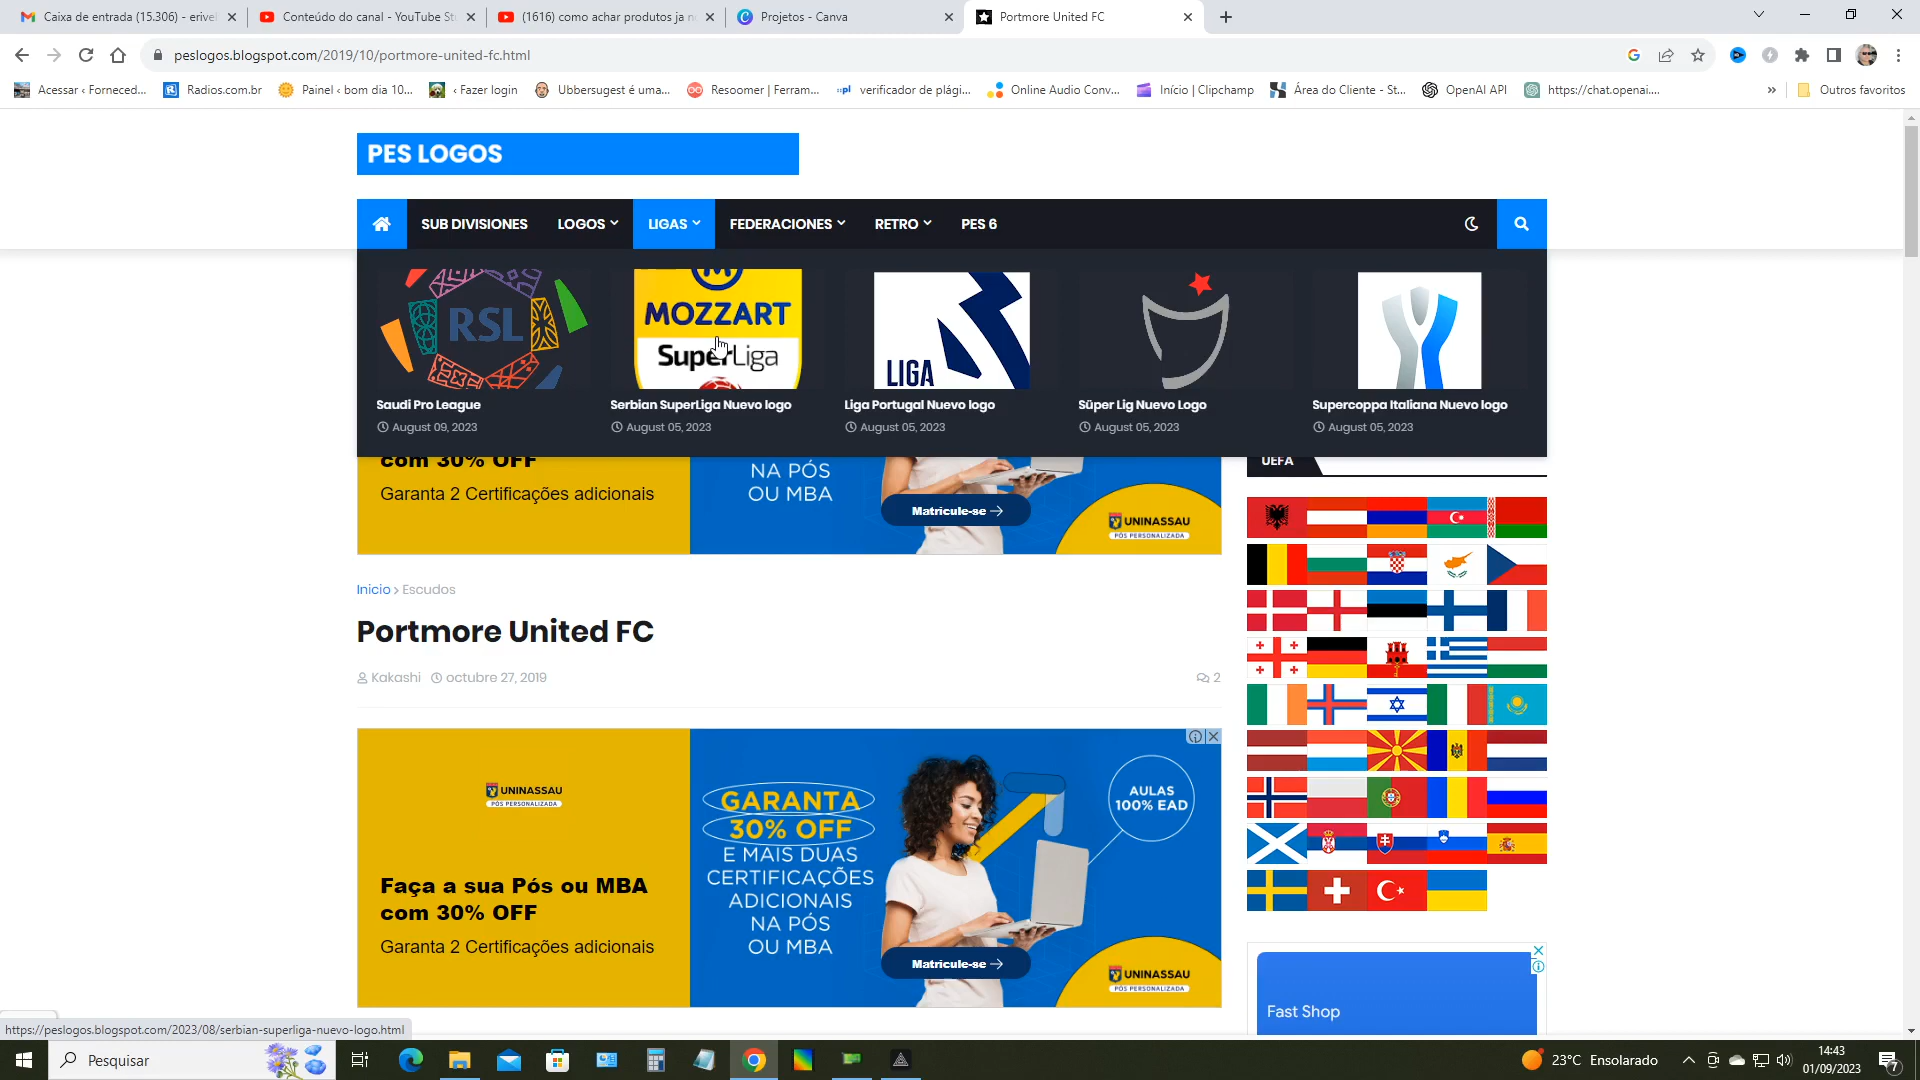 Caixa de entrada (15.306) - erivel
Conteúdo do canal - YouTube St
(1616) como achar produtos ja n
Projetos - Canva
Portmore United FC
peslogos.blogspot.com/2019/10/portmore-united-fc.html
Acessar ‹ Forneced...
Radios.com.br
Painel ‹ bom dia 10...
‹ Fazer login
Ubbersugest é uma...
Resoomer | Ferram...
verificador de plági...
Online Audio Conv...
Início | Clipchamp
Área do Cliente - St...
OpenAI API
https://chat.openai....
Outros favoritos
PES LOGOS
SUB DIVISIONES
LOGOS
LIGAS
FEDERACIONES
RETRO
PES 6
RSL
MOZZART
SuperLiga
LIGA
Saudi Pro League
Serbian SuperLiga Nuevo logo
Liga Portugal Nuevo logo
Süper Lig Nuevo Logo
Supercoppa Italiana Nuevo logo
August 09, 2023
August 05, 2023
August 05, 2023
August 05, 2023
August 05, 2023
com 30% OFF
Garanta 2 Certificações adicionais
NA PÓS
OU MBA
Matricule-se
UNINASSAU
PÓS PERSONALIZADA
UEFA
Inicio › Escudos
Portmore United FC
Kakashi octubre 27, 2019
2
UNINASSAU
PÓS PERSONALIZADA
Faça a sua Pós ou MBA
com 30% OFF
Garanta 2 Certificações adicionais
GARANTA
30% OFF
E MAIS DUAS
CERTIFICAÇÕES
ADICIONAIS
NA PÓS
OU MBA
AULAS
100% EAD
Matricule-se
UNINASSAU
PÓS PERSONALIZADA
Fast Shop
https://peslogos.blogspot.com/2023/08/serbian-superliga-nuevo-logo.html
Pesquisar
23°C Ensolarado
14:43
01/09/2023
7